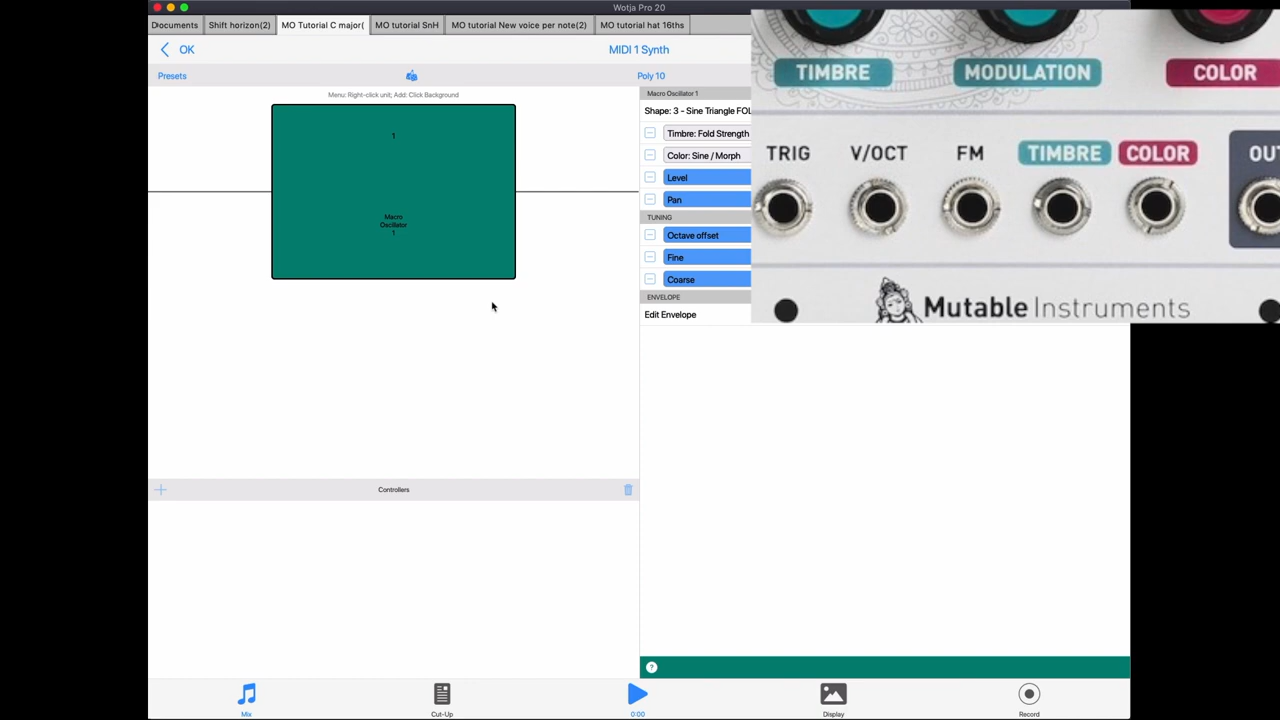 Wotja Pro 20
Documents
Shift horizon(2)
MO Tutorial C major(
MO tutorial SnH
MO tutorial New voice per note(2)
MO tutorial hat 16ths
OK
MIDI 1 Synth
Presets
Poly 10
Menu: Right-click unit; Add: Click Background
1
Macro
Oscillator
1
Macro Oscillator 1
Shape: 3 - Sine Triangle FOL
Timbre: Fold Strength
Color: Sine / Morph
Level
Pan
TUNING
Octave offset
Fine
Coarse
ENVELOPE
Edit Envelope
TIMBRE
MODULATION
COLOR
TRIG
V/OCT
FM
TIMBRE
COLOR
OU
Mutable Instruments
Controllers
?
Mix
Cut-Up
0:00
Display
Record